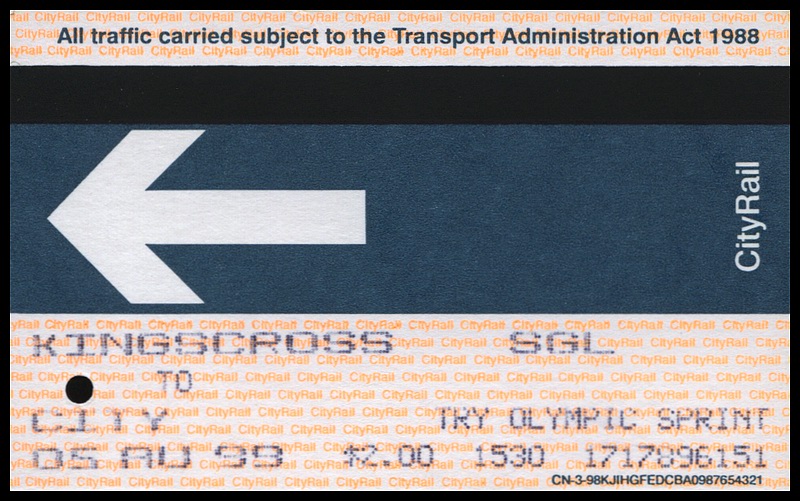 All traffic carried subject to the Transport Administration Act 1988
CityRail
KINGSCROSS SGL
TO
CITY TRY OLYMPIC SPRINT
05 AU 99 $2.00 1530 1717896151
CN-3-98KJIHGFEDCBA0987654321